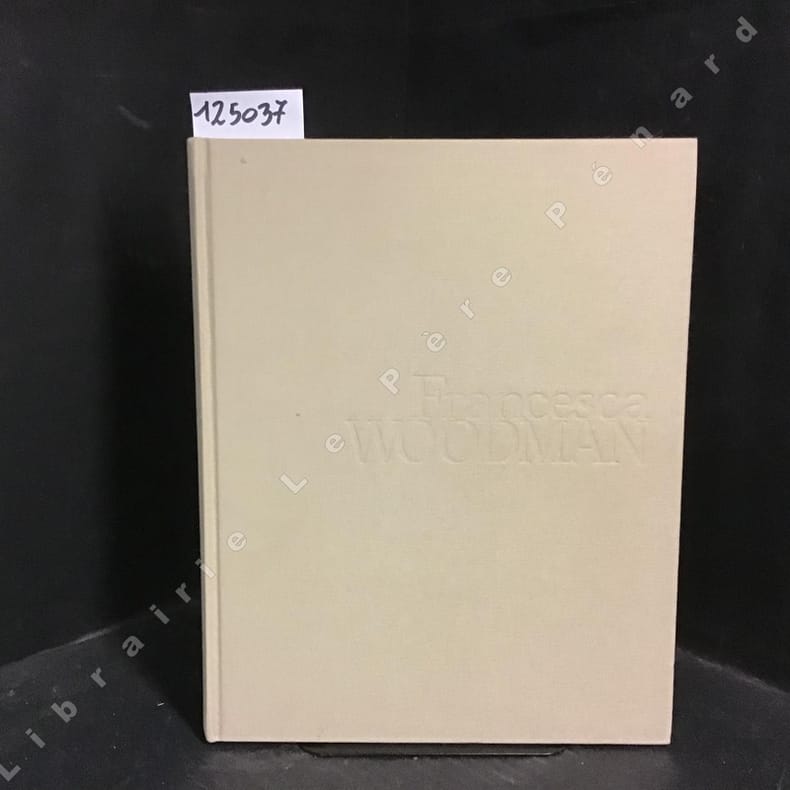 125037
Francesca
WOODMAN
Librairie Le Père Pénard